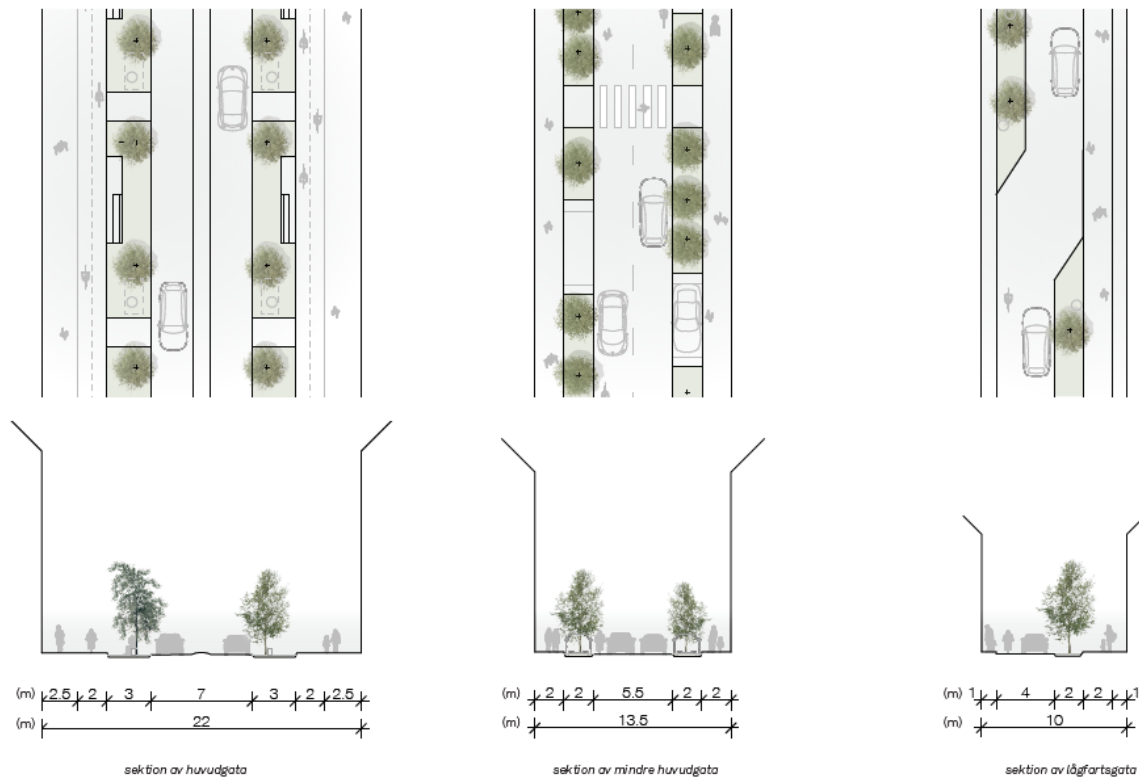 (m) 2.5 2 3 7 3 2 2.5
(m) 22
sektion av huvudgata
(m) 2 2 5.5 2 2
(m) 13.5
sektion av mindre huvudgata
(m) 1 4 2 2 1
(m) 10
sektion av lågfartsgata